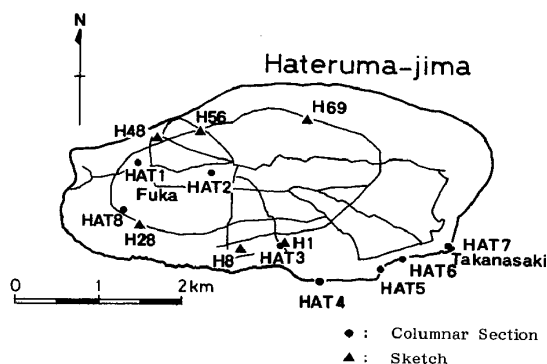 N
Hateruma-jima
H69
H56
H48
HAT1
HAT2
Fuka
HAT8
H28
H1
HAT3
H8
HAT7
Takanasaki
HAT6
HAT5
HAT4
0 2km
● : Columnar Section
▲ : Sketch